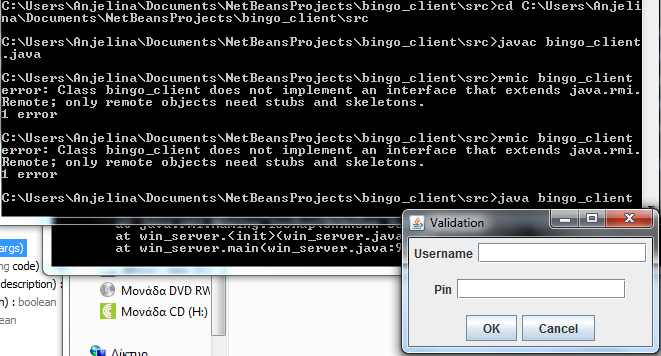 C:\Users\Anjelina\Documents\NetBeansProjects\bingo_client/src>cd C:\Users\Anjeli
na\Documents\NetBeansProjects\bingo_client\src
C:\Users\Anjelina\Documents\NetBeansProjects\bingo_client\src>javac bingo_client
.java
C:\Users\Anjelina\Documents\NetBeansProjects\bingo_client\src>rmic bingo_client
error: Class bingo_client does not implement an interface that extends java.rmi.
Remote; only remote objects need stubs and skeletons.
1 error
C:\Users\Anjelina\Documents\NetBeansProjects\bingo_client\src>rmic bingo_client
error: Class bingo_client does not implement an interface that extends java.rmi.
Remote; only remote objects need stubs and skeletons.
1 error
C:\Users\Anjelina\Documents\NetBeansProjects\bingo_client\src>java bingo_client
at win_server.<init>(win_server.java
at win_server.main(win_server.java:9
args)
ng code)
description) : boolean
n) : boolean
ean
Μονάδα DVD RW
Μονάδα CD (H:)
Δίκτυο
Validation
Username
Pin
OK
Cancel